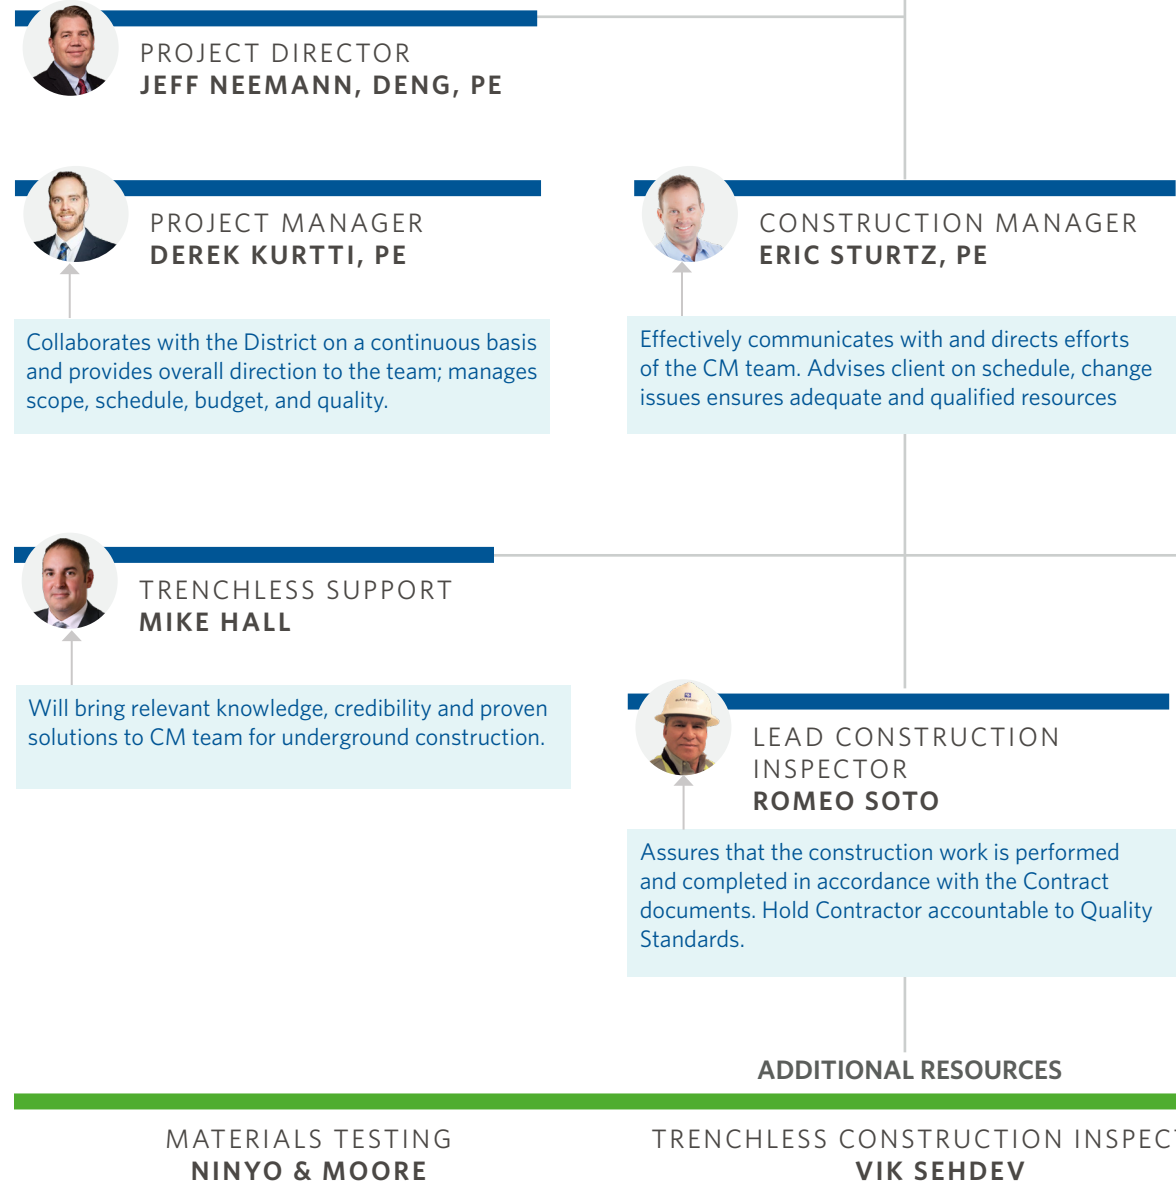 PROJECT DIRECTOR
JEFF NEEMANN, DENG, PE
PROJECT MANAGER
DEREK KURTTI, PE
CONSTRUCTION MANAGER
ERIC STURTZ, PE
Collaborates with the District on a continuous basis
and provides overall direction to the team; manages
scope, schedule, budget, and quality.
Effectively communicates with and directs efforts
of the CM team. Advises client on schedule, change
issues ensures adequate and qualified resources
TRENCHLESS SUPPORT
MIKE HALL
Will bring relevant knowledge, credibility and proven
solutions to CM team for underground construction.
LEAD CONSTRUCTION
INSPECTOR
ROMEO SOTO
Assures that the construction work is performed
and completed in accordance with the Contract
documents. Hold Contractor accountable to Quality
Standards.
ADDITIONAL RESOURCES
MATERIALS TESTING
NINYO & MOORE
TRENCHLESS CONSTRUCTION
VIK SEHDEV